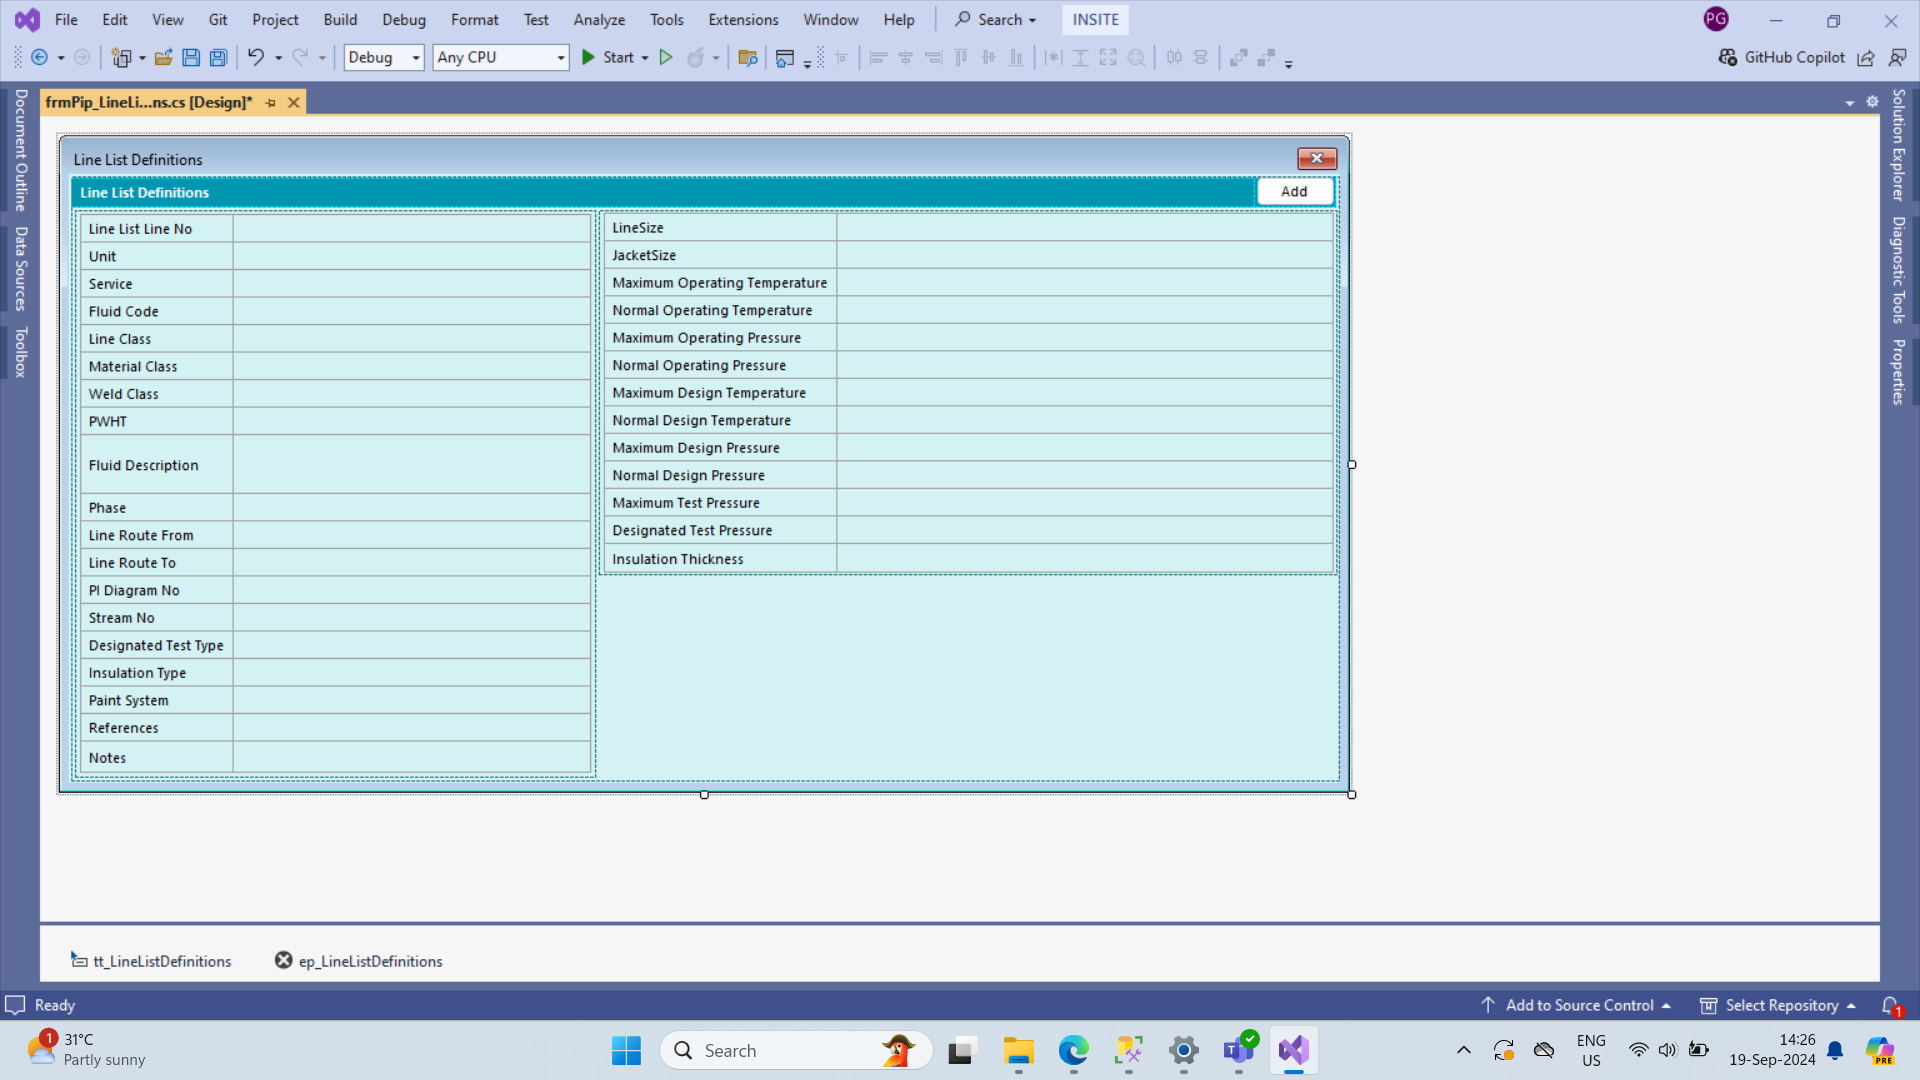 File Edit View Git Project Build Debug Format Test Analyze Tools Extensions Window Help Search INSITE PG
Debug Any CPU Start GitHub Copilot
frmPip_LineLi...ns.cs [Design]*
Document Outline
Data Sources
Toolbox
Solution Explorer
Diagnostic Tools
Properties
Line List Definitions
Line List Definitions Add
Line List Line No
Unit
Service
Fluid Code
Line Class
Material Class
Weld Class
PWHT
Fluid Description
Phase
Line Route From
Line Route To
PI Diagram No
Stream No
Designated Test Type
Insulation Type
Paint System
References
Notes
LineSize
JacketSize
Maximum Operating Temperature
Normal Operating Temperature
Maximum Operating Pressure
Normal Operating Pressure
Maximum Design Temperature
Normal Design Temperature
Maximum Design Pressure
Normal Design Pressure
Maximum Test Pressure
Designated Test Pressure
Insulation Thickness
tt_LineListDefinitions ep_LineListDefinitions
Ready Add to Source Control Select Repository 1
1 31°C
Partly sunny
Search
ENG
US
14:26
19-Sep-2024
PRE